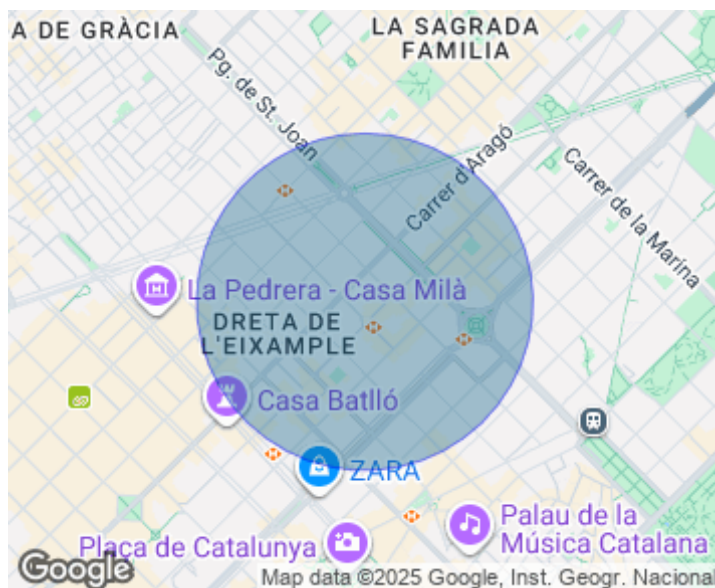 A DE GRÀCIA
LA SAGRADA
FAMILIA
Pg. de St. Joan
Carrer d'Aragó
Carrer de la Marina
La Pedrera - Casa Milà
DRETA DE
L'EIXAMPLE
Casa Batlló
ZARA
Palau de la
Música Catalana
Plaça de Catalunya
Google
Map data ©2025 Google, Inst. Geogr. Nacional